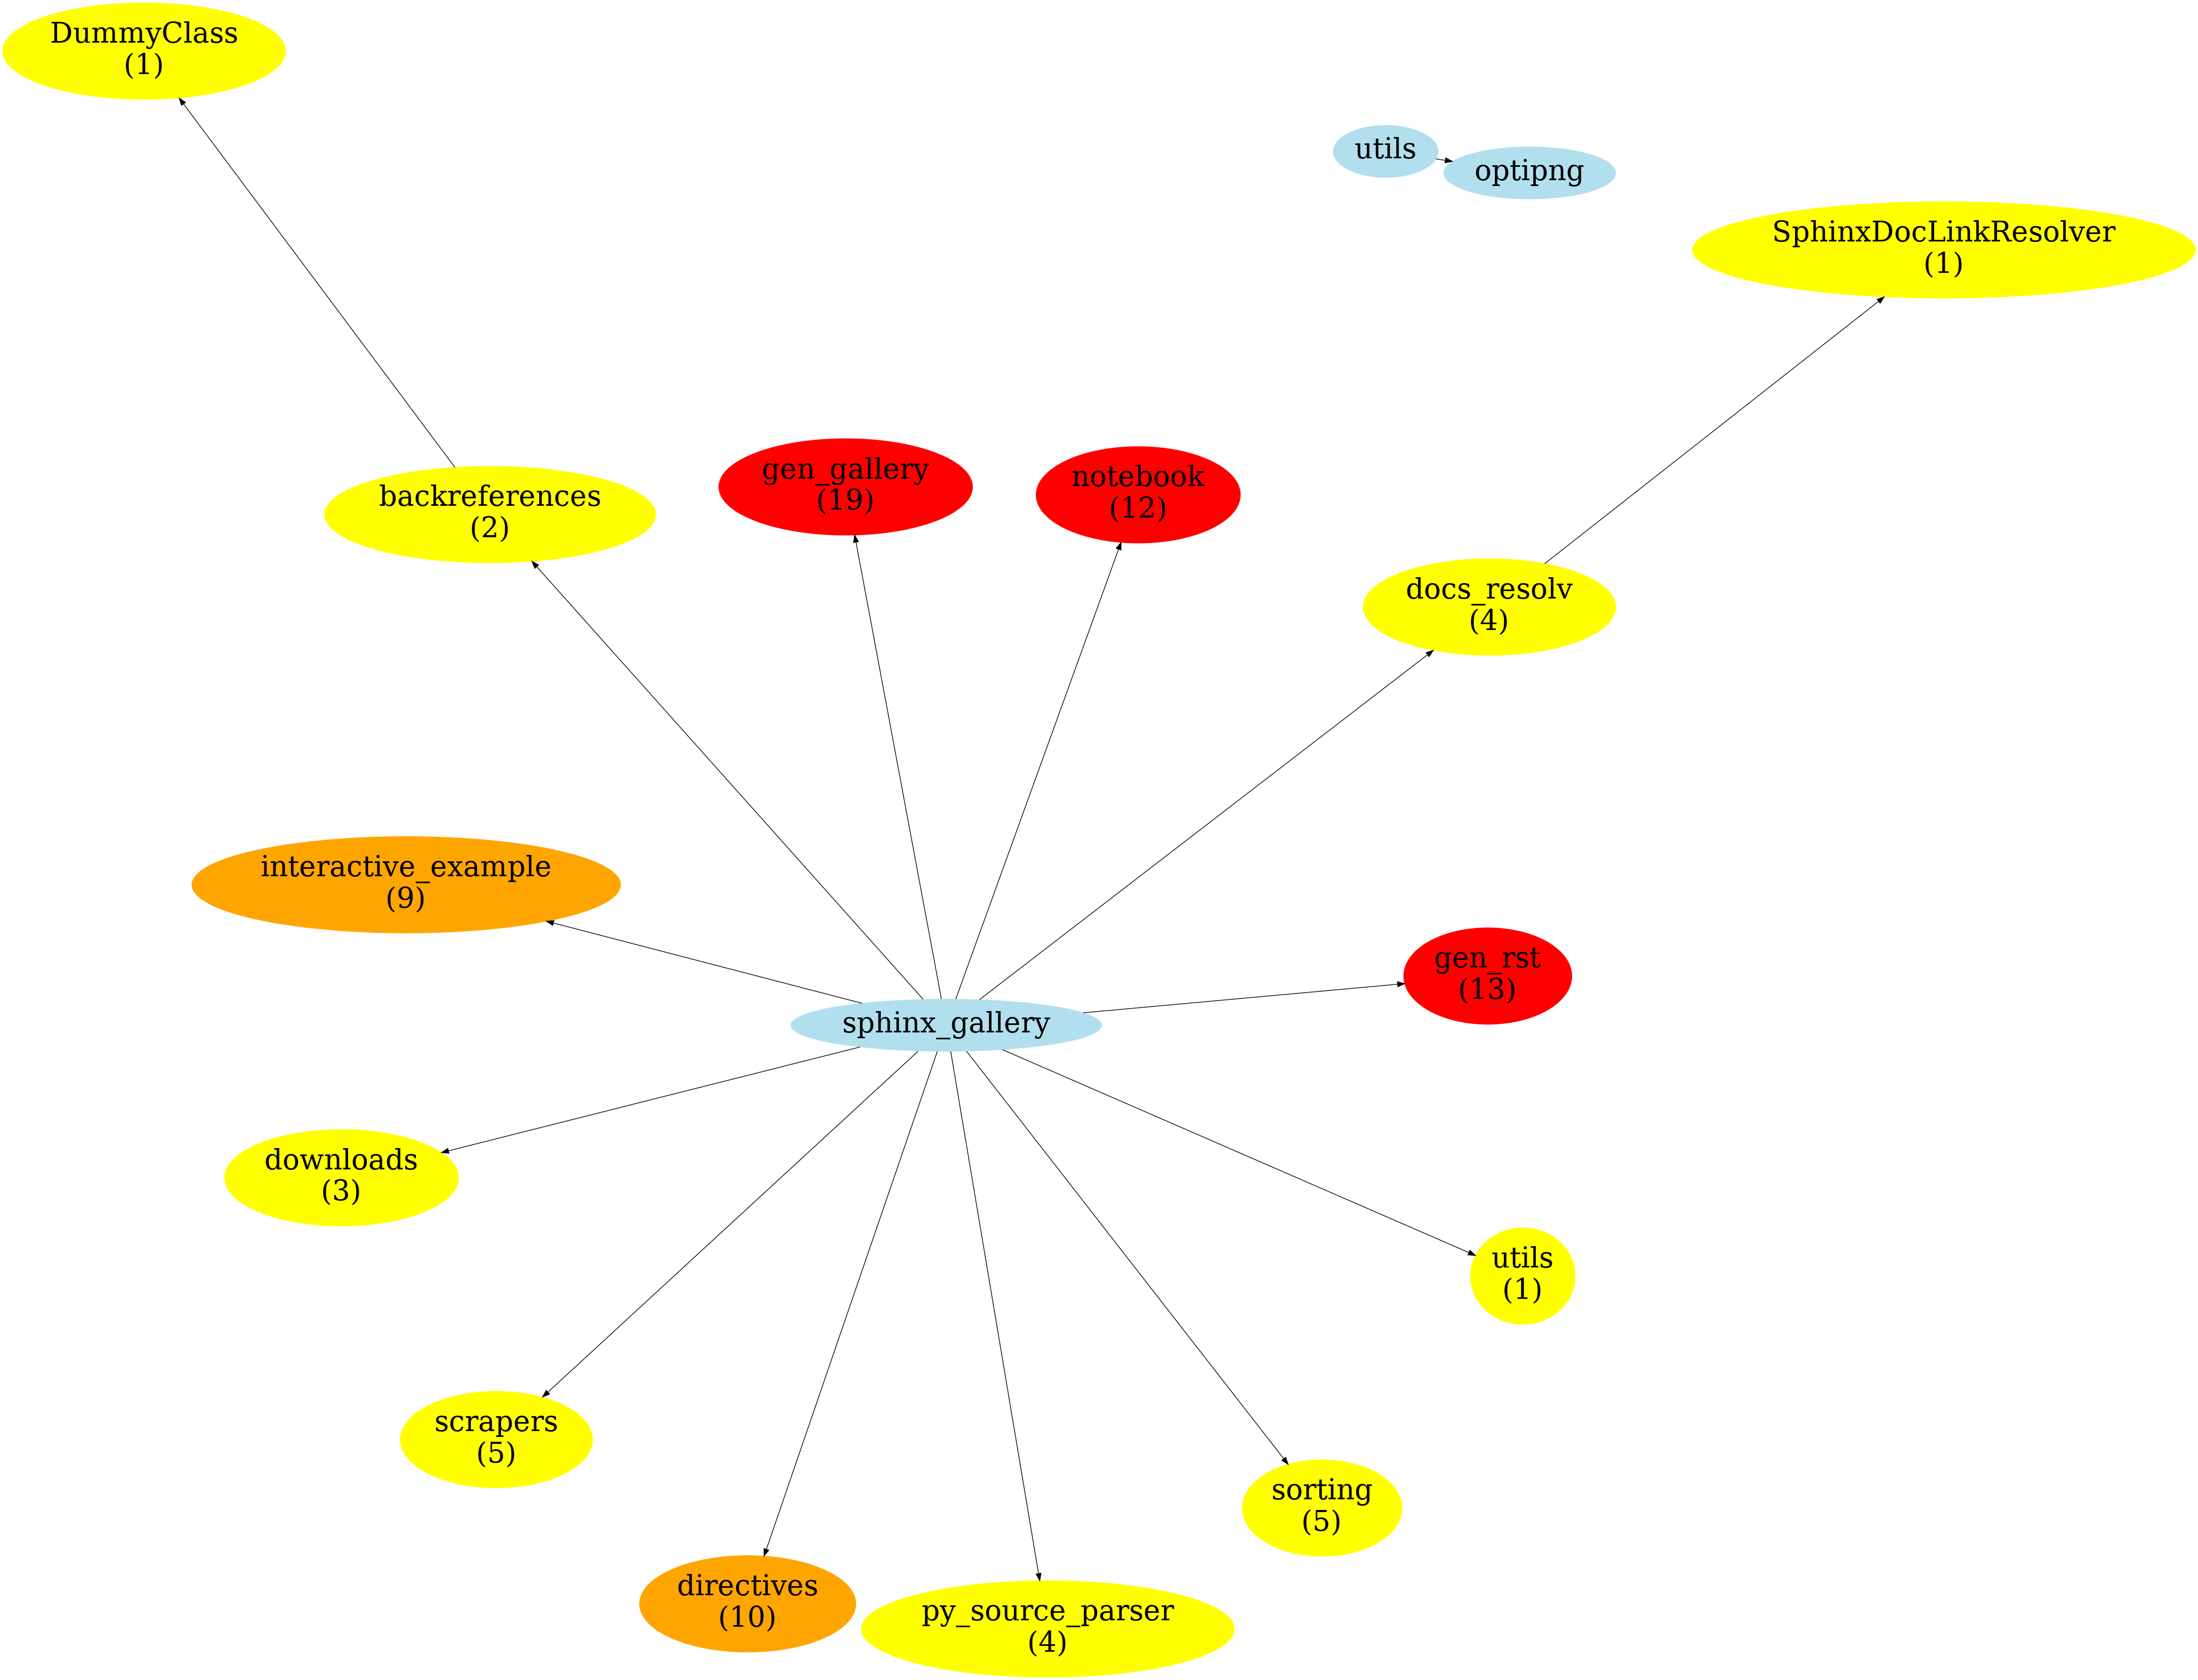 DummyClass
(1)
utils
optipng
SphinxDocLinkResolver
(1)
backreferences
(2)
gen_gallery
(19)
notebook
(12)
docs_resolv
(4)
interactive_example
(9)
gen_rst
(13)
sphinx_gallery
downloads
(3)
utils
(1)
scrapers
(5)
sorting
(5)
directives
(10)
py_source_parser
(4)